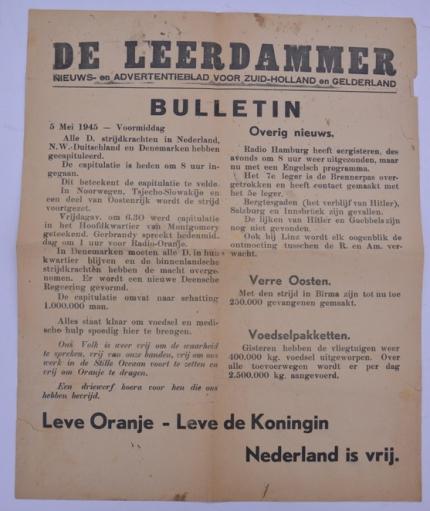 DE LEERDAMMER
NIEUWS- en ADVERTENTIEBLAD VOOR ZUID-HOLLAND en GELDERLAND
BULLETIN
5 Mei 1945 — Voormiddag
Alle D. strijdkrachten in Nederland,
N.W.-Duitschland en Denemarken hebben
gecapituleerd.
De capitulatie is heden om 8 uur in-
gegaan.
Dit beteekent de capitulatie te velde.
In Noorwegen, Tsjecho-Slowakije en
een deel van Oostenrijk wordt de strijd
voortgezet.
Vrijdagav. om 6.30 werd capitulatie
in het Hoofdkwartier van Montgomery
geteekend. Gerbrandy spreekt hedenmid.
dag om 1 uur voor Radio-Oranje.
In Denemarken moeten alle D. in hun
kwartier blijven en de binnenlandsche
strijdkrachten hebben de macht overge-
nomen. Er wordt een nieuwe Deensche
Regeering gevormd.
De capitulatie omvat naar schatting
1.000.000 man.
Alles staat klaar om voedsel en medi-
sche hulp spoedig hier te brengen.
Ons Volk is weer vrij om de waarheid
te spreken, vrij van onze banden, vrij om ons
werk in de Stille Oceaan voort te zetten en
vrij om Oranje te dragen.
Een driewerf hoera voor hen die ons
hebben bevrijd.
Overig nieuws.
Radio Hamburg heeft eergisteren, des
avonds om 8 uur weer uitgezonden, maar
nu met een Engelsch programma.
Het 7e leger is de Brennerpas over-
getrokken en heeft contact gemaakt met
het 5e leger.
Bergtesgaden (het verblijf van Hitler),
Salzburg en Innsbrück zijn gevallen.
De lijken van Hitler en Goebbels zijn
nog niet gevonden.
Ook bij Linz wordt elk oogenblik de
ontmoeting tusschen de R. en Am. ver-
wacht.
Verre Oosten.
Met den strijd in Birma zijn tot nu toe
250.000 gevangenen gemaakt.
Voedselpakketten.
Gisteren hebben de vliegtuigen weer
400.000 kg. voedsel uitgeworpen. Over
alle toevoerwegen wordt er per dag
2.500.000 kg. aangevoerd.
Leve Oranje - Leve de Koningin
Nederland is vrij.